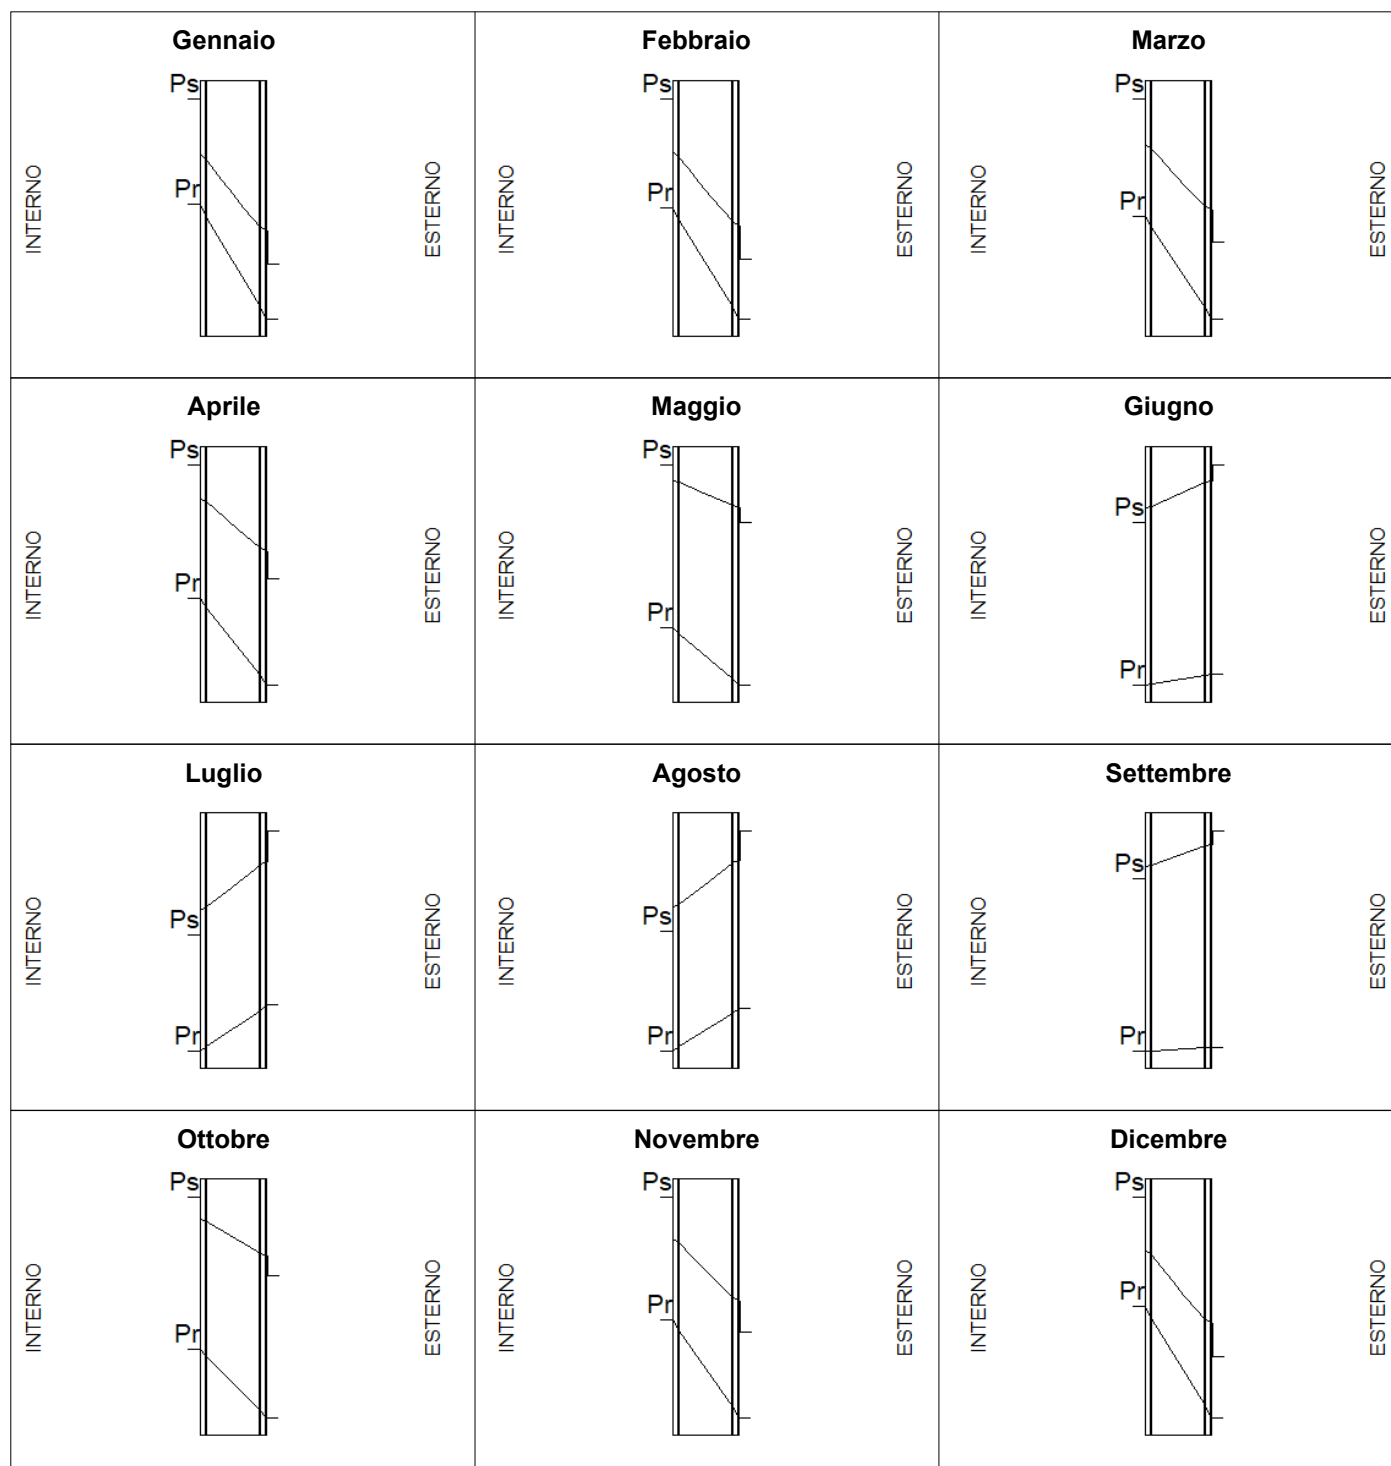 Gennaio
Ps
Pr
INTERNO
ESTERNO
Febbraio
Ps
Pr
INTERNO
ESTERNO
Marzo
Ps
Pr
INTERNO
ESTERNO
Aprile
Ps
Pr
INTERNO
ESTERNO
Maggio
Ps
Pr
INTERNO
ESTERNO
Giugno
Ps
Pr
INTERNO
ESTERNO
Luglio
Ps
Pr
INTERNO
ESTERNO
Agosto
Ps
Pr
INTERNO
ESTERNO
Settembre
Ps
Pr
INTERNO
ESTERNO
Ottobre
Ps
Pr
INTERNO
ESTERNO
Novembre
Ps
Pr
INTERNO
ESTERNO
Dicembre
Ps
Pr
INTERNO
ESTERNO